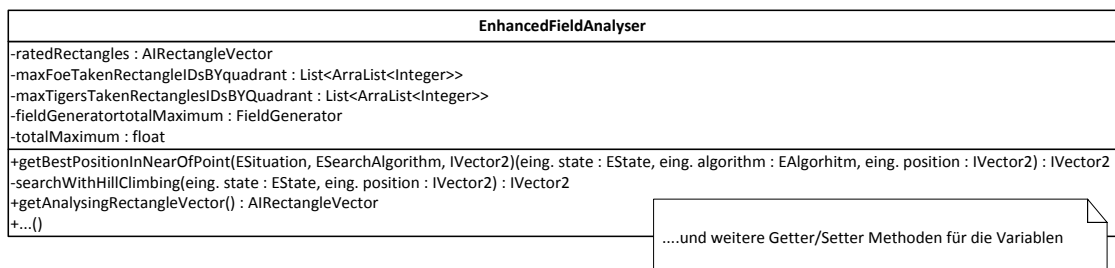 EnhancedFieldAnalyser
-ratedRectangles : AIRectangleVector
-maxFoeTakenRectangleIDsBYquadrant : List<ArraList<Integer>>
-maxTigersTakenRectanglesIDsBYQuadrant : List<ArraList<Integer>>
-fieldGeneratortotalMaximum : FieldGenerator
-totalMaximum : float
+getBestPositionInNearOfPoint(ESituation, ESearchAlgorithm, IVector2)(eing. state : EState, eing. algorithm : EAlgorhitm, eing. position : IVector2) : IVector2
-searchWithHillClimbing(eing. state : EState, eing. position : IVector2) : IVector2
+getAnalysingRectangleVector() : AIRectangleVector
+...()
....und weitere Getter/Setter Methoden für die Variablen